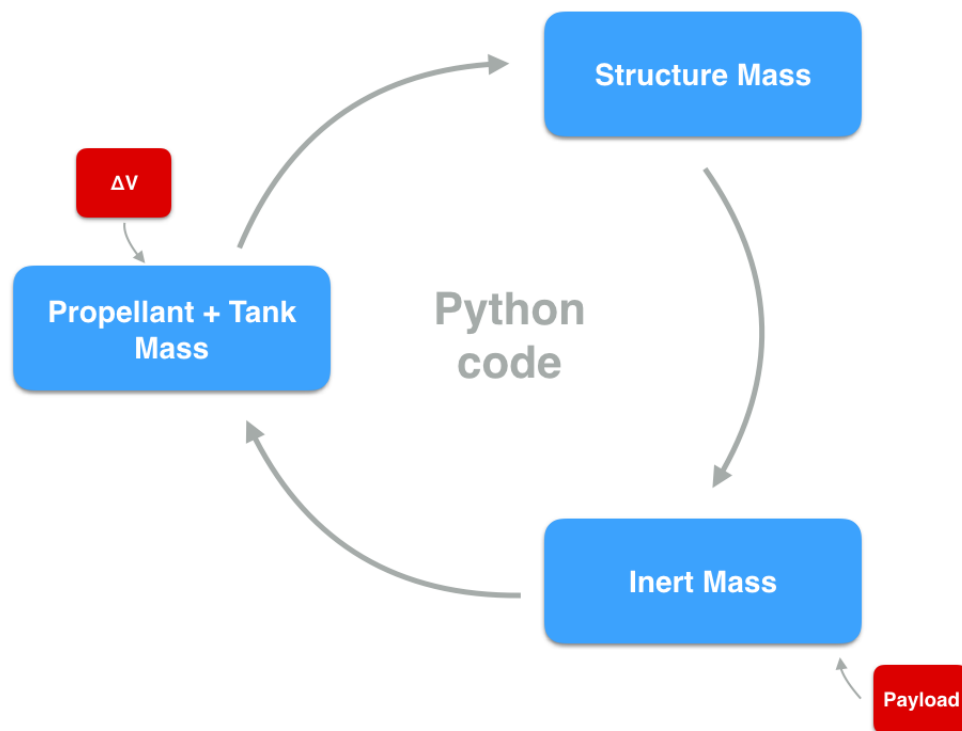 Structure Mass
ΔV
Propellant + Tank
Mass
Python
code
Inert Mass
Payload